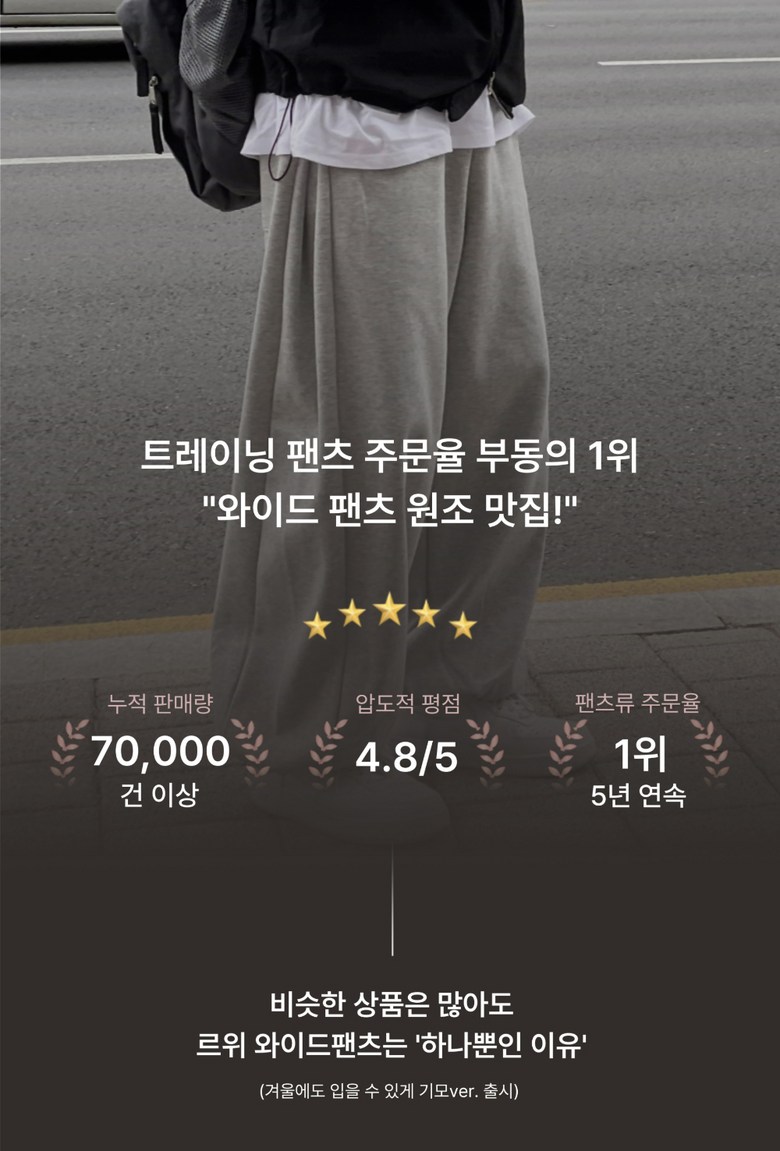 트레이닝 팬츠 주문율 부동의 1위
"와이드 팬츠 원조 맛집!"
누적 판매량
70,000
건 이상
압도적 평점
4.8/5
팬츠류 주문율
1위
5년 연속
비슷한 상품은 많아도
르위 와이드팬츠는 '하나뿐인 이유'
(겨울에도 입을 수 있게 기모ver. 출시)